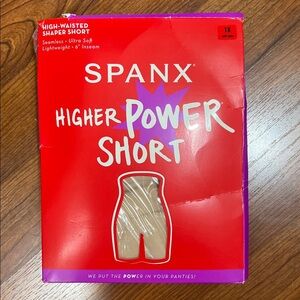 HIGH-WAISTED
SHAPER SHORT
Seamless • Ultra Soft
Lightweight • 6" Inseam
SPANX®
HIGHER POWER
SHORT
WE PUT THE POWER IN YOUR PANTIES!